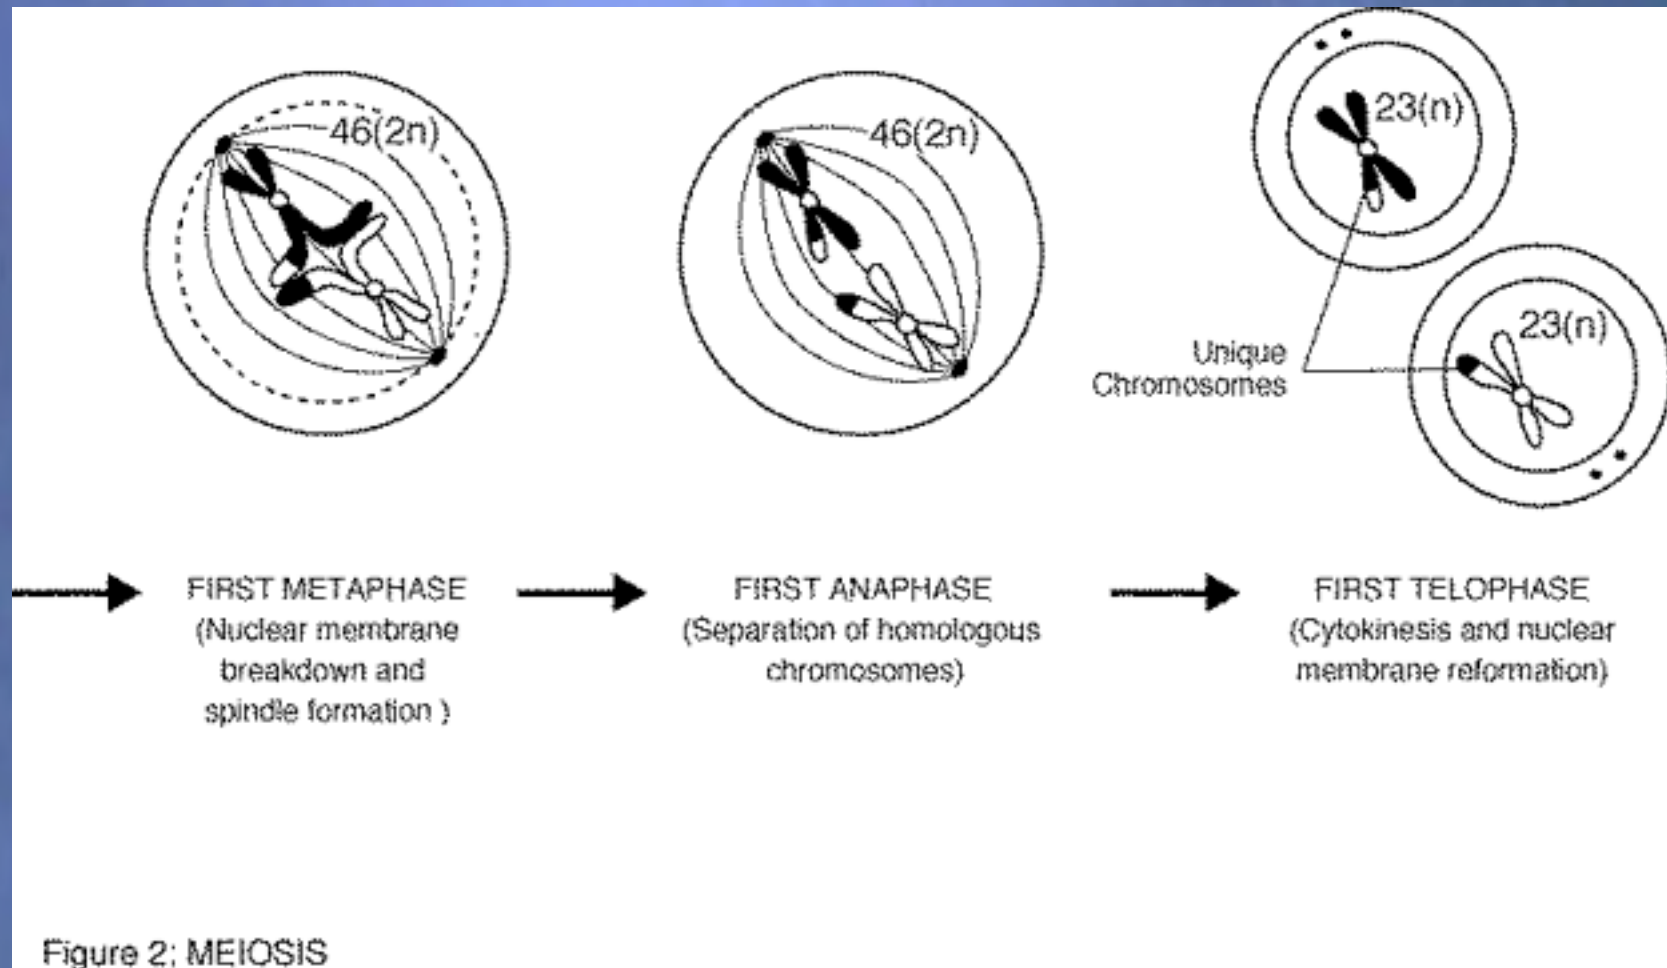 46(2n)
46(2n)
23(n)
23(n)
Unique
Chromosomes
FIRST METAPHASE
(Nuclear membrane
breakdown and
spindle formation )
FIRST ANAPHASE
(Separation of homologous
chromosomes)
FIRST TELOPHASE
(Cytokinesis and nuclear
membrane reformation)
Figure 2: MEIOSIS